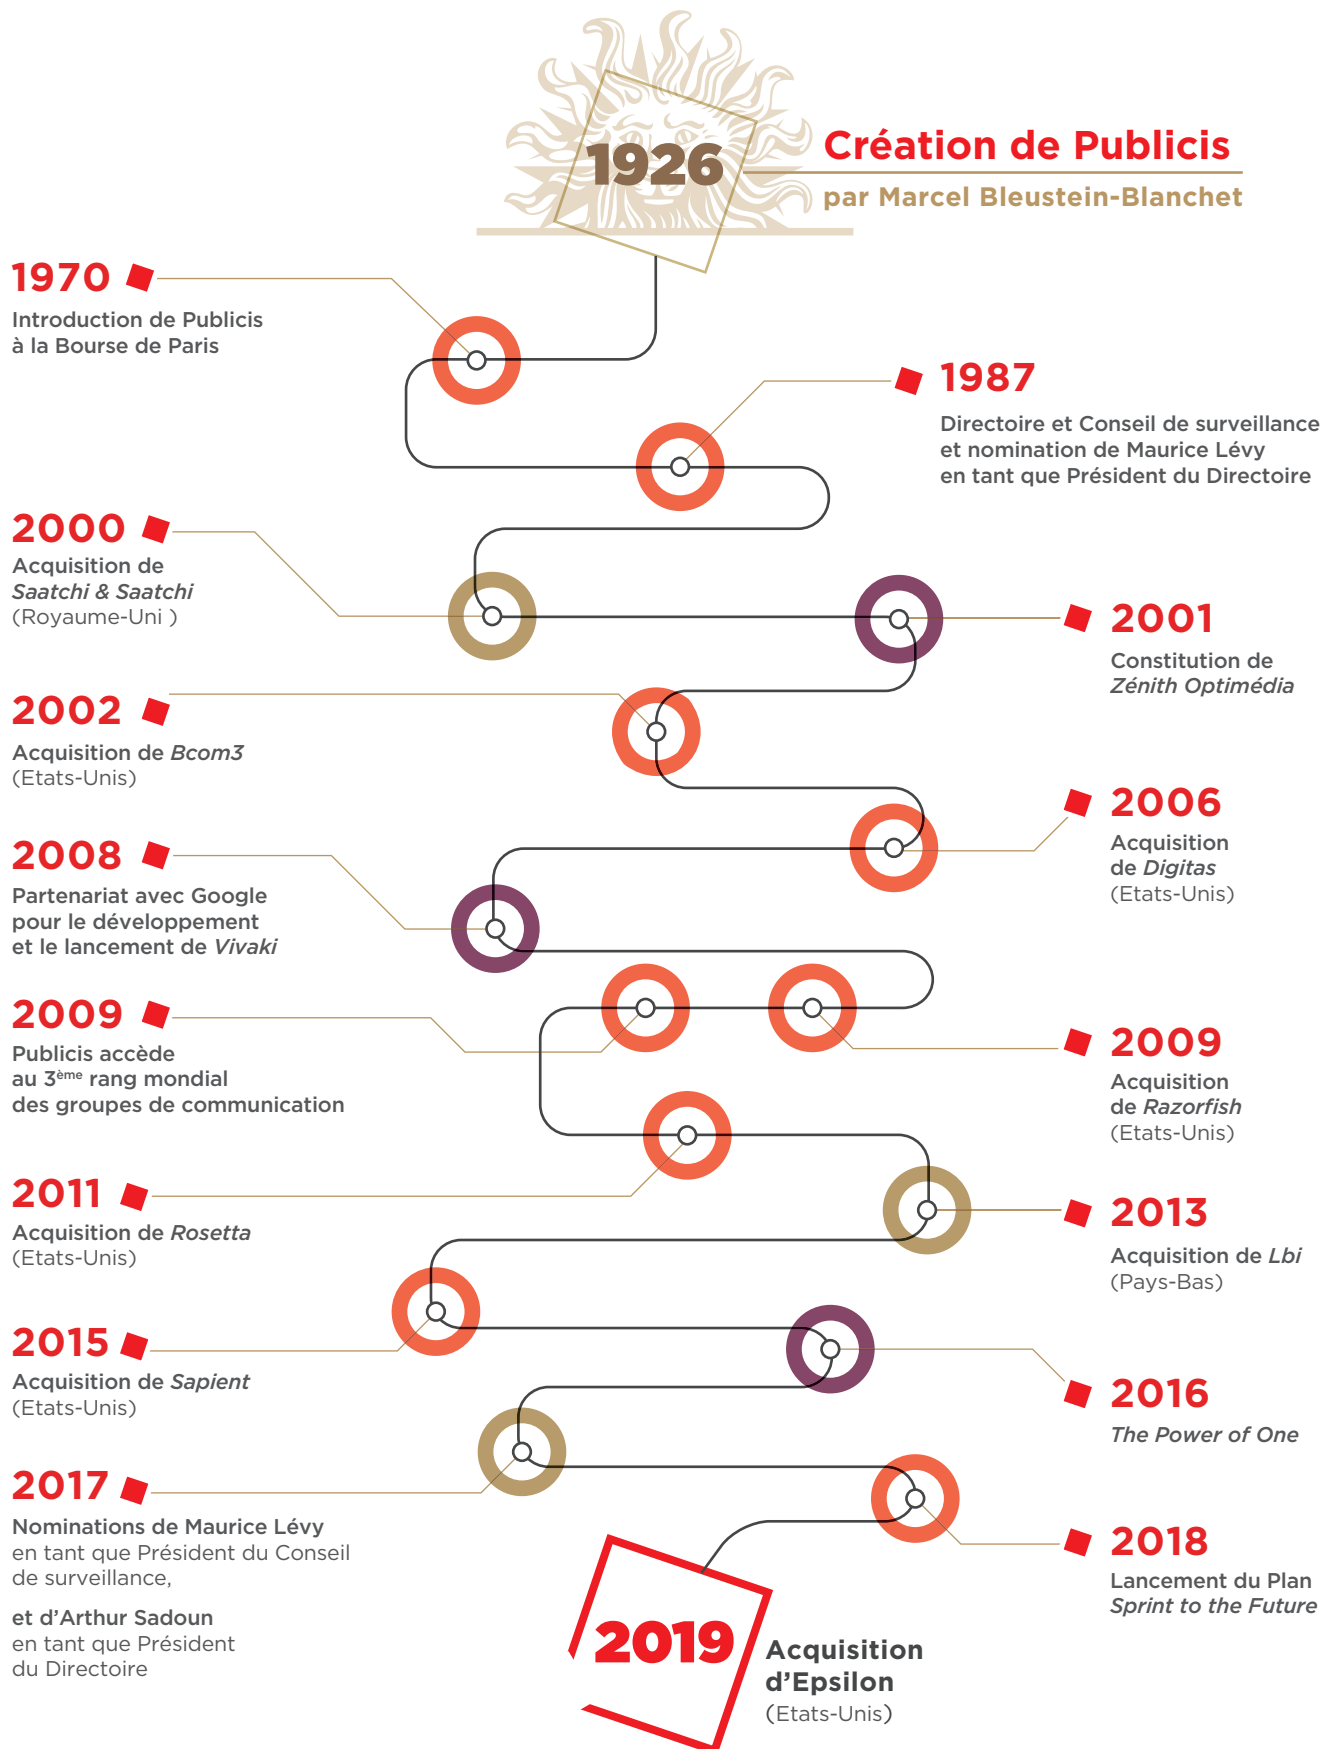 1926
Création de Publicis
par Marcel Bleustein-Blanchet
1970
Introduction de Publicis
à la Bourse de Paris
1987
Directoire et Conseil de surveillance
et nomination de Maurice Lévy
en tant que Président du Directoire
2000
Acquisition de
Saatchi & Saatchi
(Royaume-Uni )
2001
Constitution de
Zénith Optimédia
2002
Acquisition de Bcom3
(Etats-Unis)
2006
Acquisition
de Digitas
(Etats-Unis)
2008
Partenariat avec Google
pour le développement
et le lancement de Vivaki
2009
Publicis accède
au 3ème rang mondial
des groupes de communication
2009
Acquisition
de Razorfish
(Etats-Unis)
2011
Acquisition de Rosetta
(Etats-Unis)
2013
Acquisition de Lbi
(Pays-Bas)
2015
Acquisition de Sapient
(Etats-Unis)
2016
The Power of One
2017
Nominations de Maurice Lévy
en tant que Président du Conseil
de surveillance,
et d'Arthur Sadoun
en tant que Président
du Directoire
2018
Lancement du Plan
Sprint to the Future
2019
Acquisition
d'Epsilon
(Etats-Unis)